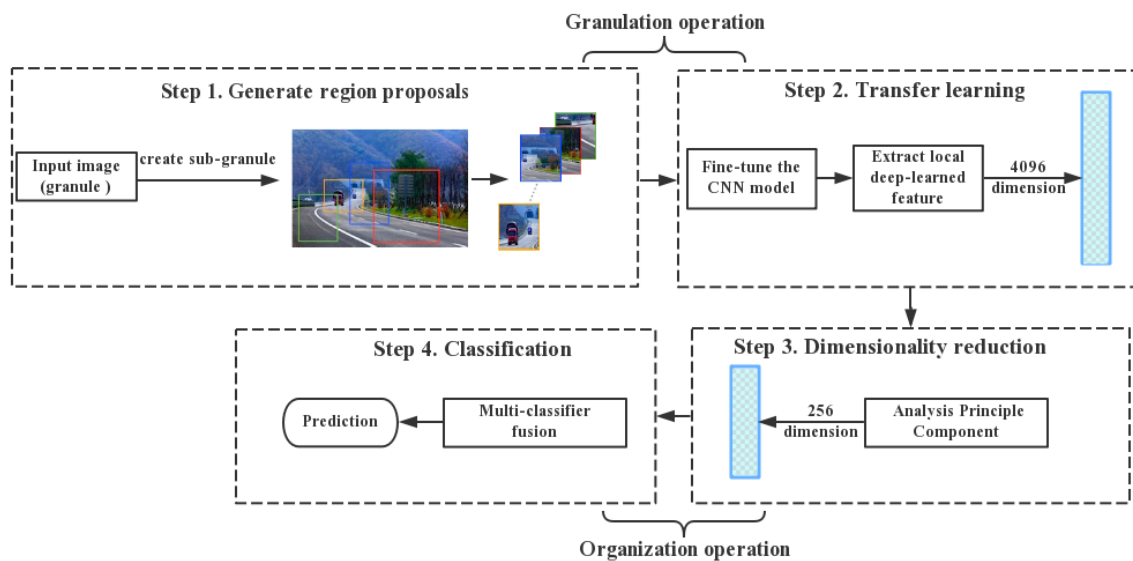 Granulation operation
Step 1. Generate region proposals
Input image
(granule )
create sub-granule
Step 2. Transfer learning
Fine-tune the
CNN model
Extract local
deep-learned
feature
4096
dimension
Step 3. Dimensionality reduction
Analysis Principle
Component
256
dimension
Step 4. Classification
Multi-classifier
fusion
Prediction
Organization operation